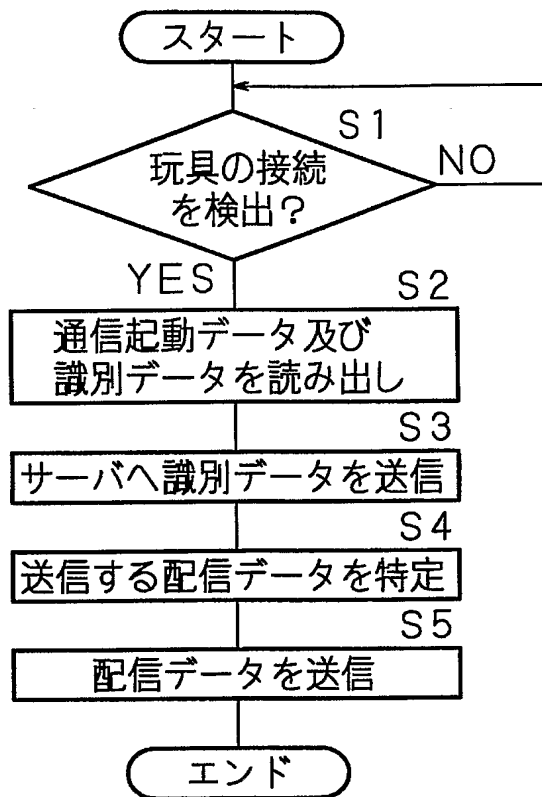 スタート
S1
玩具の接続
を検出?
NO
YES
S2
通信起動データ及び
識別データを読み出し
S3
サーバへ識別データを送信
S4
送信する配信データを特定
S5
配信データを送信
エンド